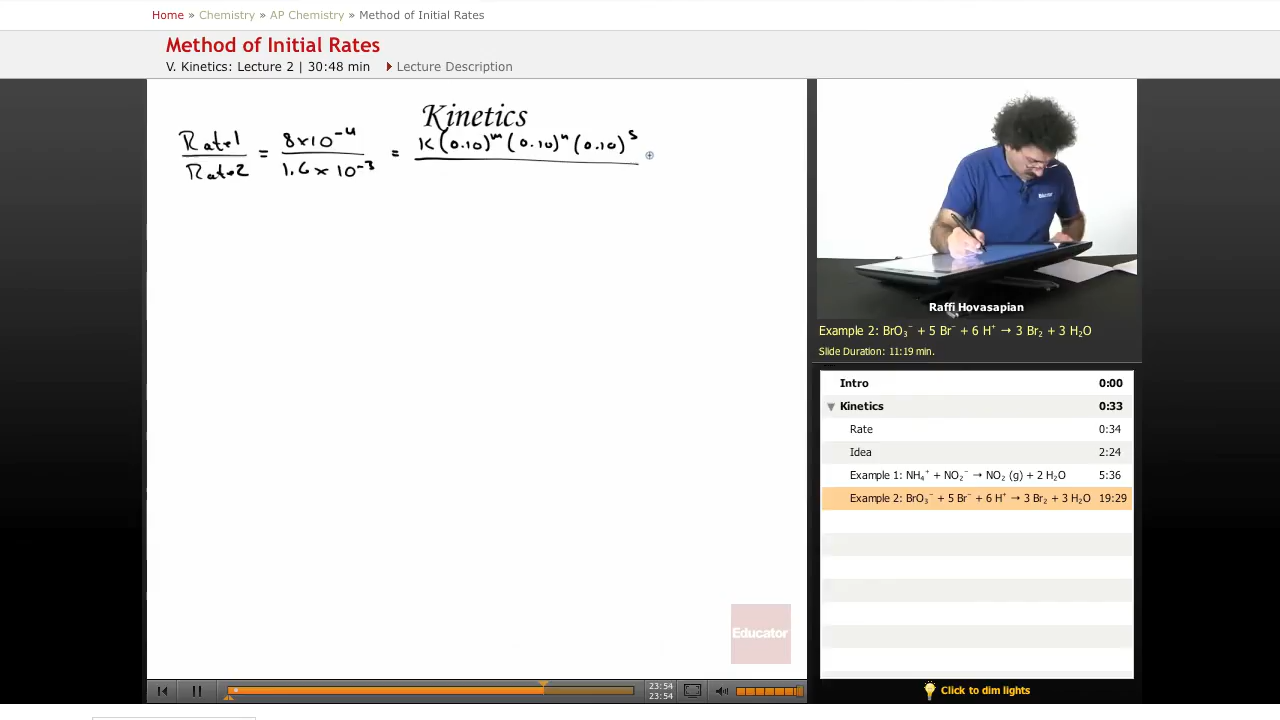 Home » Chemistry » AP Chemistry » Method of Initial Rates
Method of Initial Rates
V. Kinetics: Lecture 2 | 30:48 min
Lecture Description
Kinetics
Rate1 / Rate2 = 8x10⁻⁴ / 1.6 x 10⁻³ = K(0.10)ᵐ(0.10)ⁿ(0.10)ˢ
Educator
Raffi Hovasapian
Example 2: BrO₃⁻ + 5 Br⁻ + 6 H⁺ → 3 Br₂ + 3 H₂O
Slide Duration: 11:19 min.
Intro 0:00
Kinetics 0:33
Rate 0:34
Idea 2:24
Example 1: NH₄⁺ + NO₂⁻ → NO₂ (g) + 2 H₂O 5:36
Example 2: BrO₃⁻ + 5 Br⁻ + 6 H⁺ → 3 Br₂ + 3 H₂O 19:29
Educator
23:54
23:54
Click to dim lights